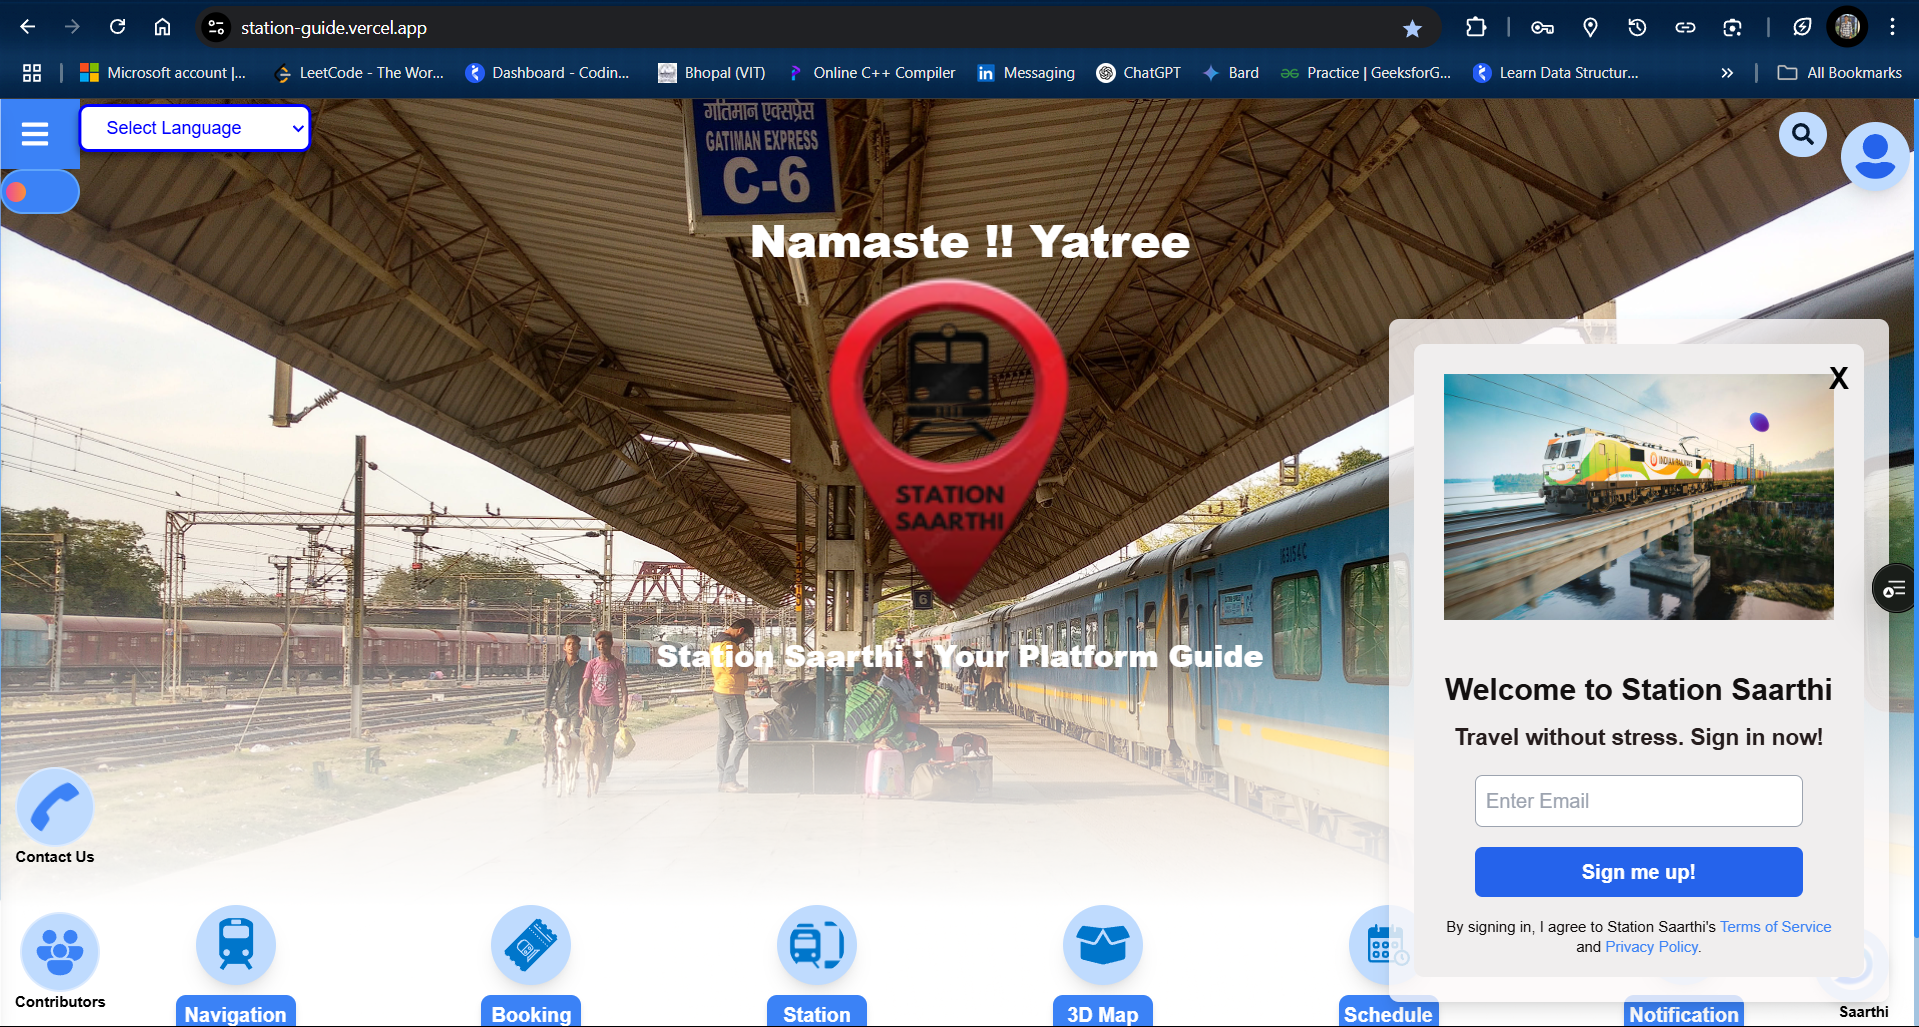 station-guide.vercel.app
Microsoft account |...
LeetCode - The Wor...
Dashboard - Codin...
Bhopal (VIT)
Online C++ Compiler
Messaging
ChatGPT
Bard
Practice | GeeksforG...
Learn Data Structur...
All Bookmarks
Select Language
गतिमान एक्सप्रेस
GATIMAN EXPRESS
C-6
Namaste !! Yatree
STATION
SAARTHI
6
Station Saarthi : Your Platform Guide
X
INDIAN RAILWAYS
Welcome to Station Saarthi
Travel without stress. Sign in now!
Enter Email
Sign me up!
By signing in, I agree to Station Saarthi's Terms of Service
and Privacy Policy.
Contact Us
Contributors
Navigation
Booking
Station
3D Map
Schedule
Notification
Saarthi